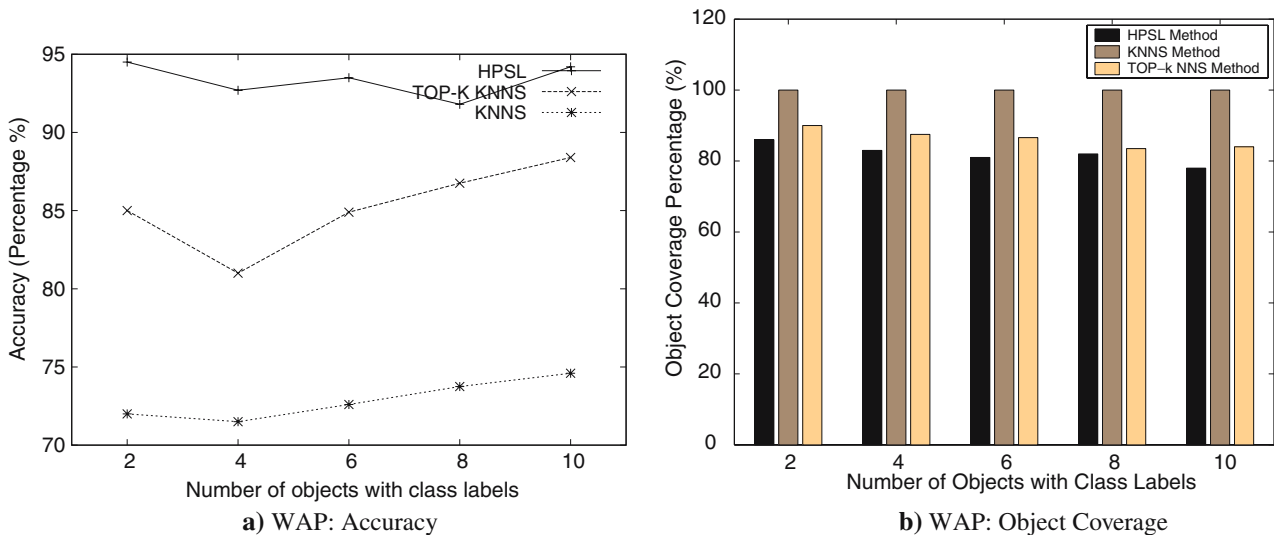 95
90
85
80
75
70
Accuracy (Percentage %)
HPSL
TOP-K KNNS
KNNS
2 4 6 8 10
Number of objects with class labels
a) WAP: Accuracy
120
100
80
60
40
20
0
Object Coverage Percentage (%)
HPSL Method
KNNS Method
TOP–k NNS Method
2 4 6 8 10
Number of Objects with Class Labels
b) WAP: Object Coverage